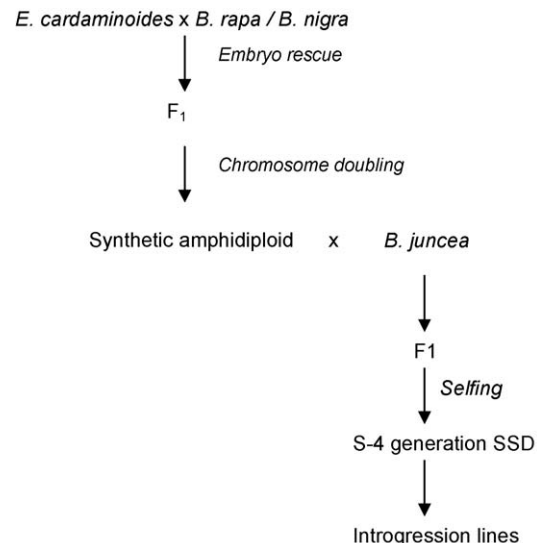 E. cardaminoides x B. rapa / B. nigra
Embryo rescue
F₁
Chromosome doubling
Synthetic amphidiploid x B. juncea
F1
Selfing
S-4 generation SSD
Introgression lines